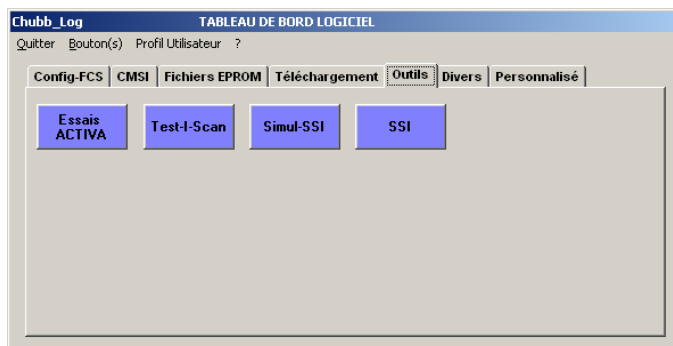 Chubb_Log TABLEAU DE BORD LOGICIEL
Quitter Bouton(s) Profil Utilisateur ?
Config-FCS CMSI Fichiers EPROM Téléchargement Outils Divers Personnalisé
Essais ACTIVA
Test-I-Scan
Simul-SSI
SSI